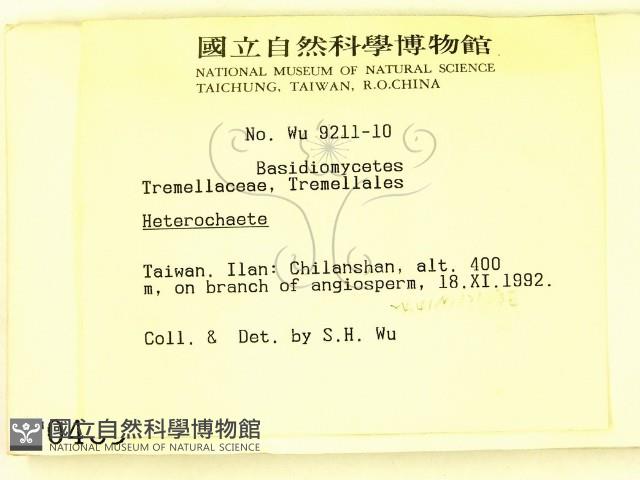 國立自然科學博物館
NATIONAL MUSEUM OF NATURAL SCIENCE
TAICHUNG, TAIWAN, R.O.CHINA
No. Wu 9211-10
Basidiomycetes
Tremellaceae, Tremellales
Heterochaete
Taiwan. Ilan: Chilanshan, alt. 400
m, on branch of angiosperm, 18.XI.1992.
Coll. & Det. by S.H. Wu
國立自然科學博物館
NATIONAL MUSEUM OF NATURAL SCIENCE